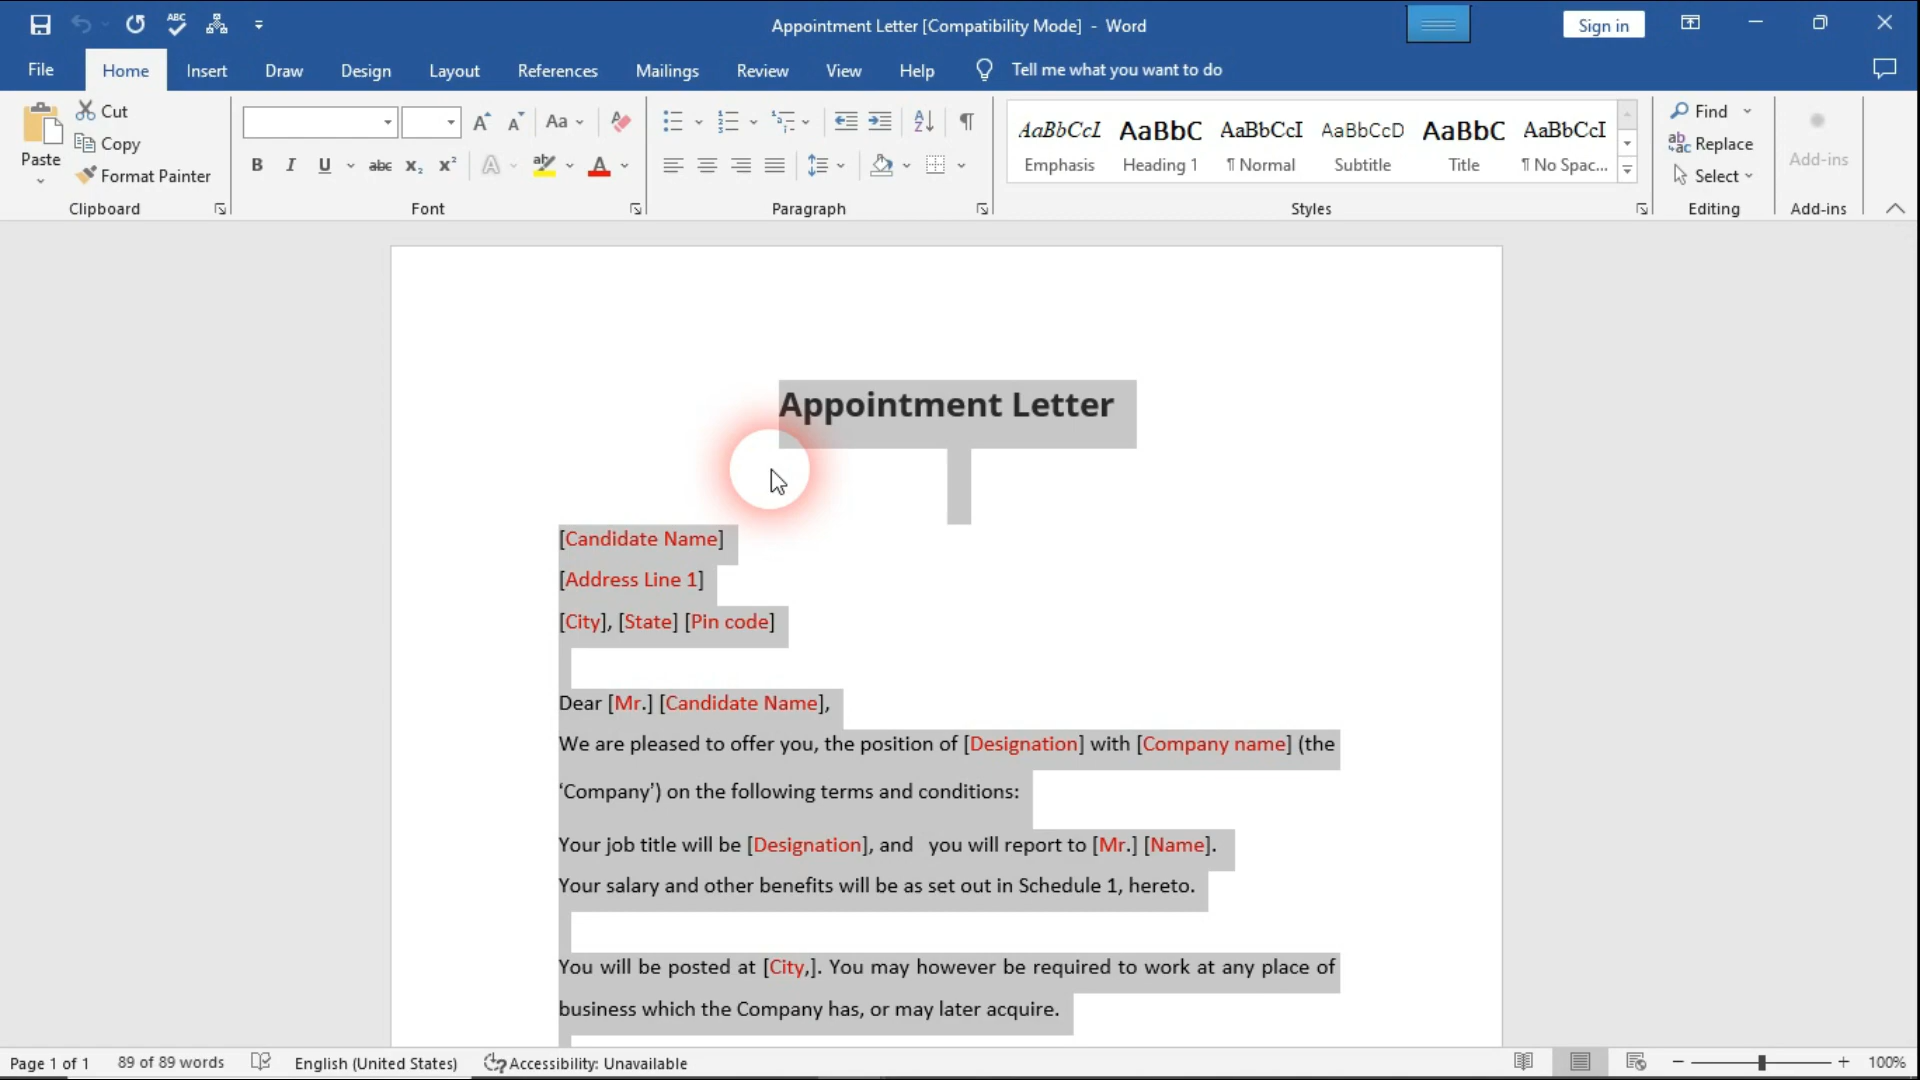 ABC
Appointment Letter [Compatibility Mode] - Word
Sign in
File
Home
Insert
Draw
Design
Layout
References
Mailings
Review
View
Help
Tell me what you want to do
Paste
Cut
Copy
Format Painter
Clipboard
Aa
B I U abc x₂ x² A ab A
Font
Paragraph
AaBbCcI AaBbC AaBbCcI AaBbCcD AaBbC AaBbCcI
Emphasis Heading 1 ¶ Normal Subtitle Title ¶ No Spac...
Styles
Find
Replace
Select
Editing
Add-ins
Add-ins
Appointment Letter
[Candidate Name]
[Address Line 1]
[City], [State] [Pin code]
Dear [Mr.] [Candidate Name],
We are pleased to offer you, the position of [Designation] with [Company name] (the
‘Company’) on the following terms and conditions:
Your job title will be [Designation], and you will report to [Mr.] [Name].
Your salary and other benefits will be as set out in Schedule 1, hereto.
You will be posted at [City,]. You may however be required to work at any place of
business which the Company has, or may later acquire.
Page 1 of 1
89 of 89 words
English (United States)
Accessibility: Unavailable
100%